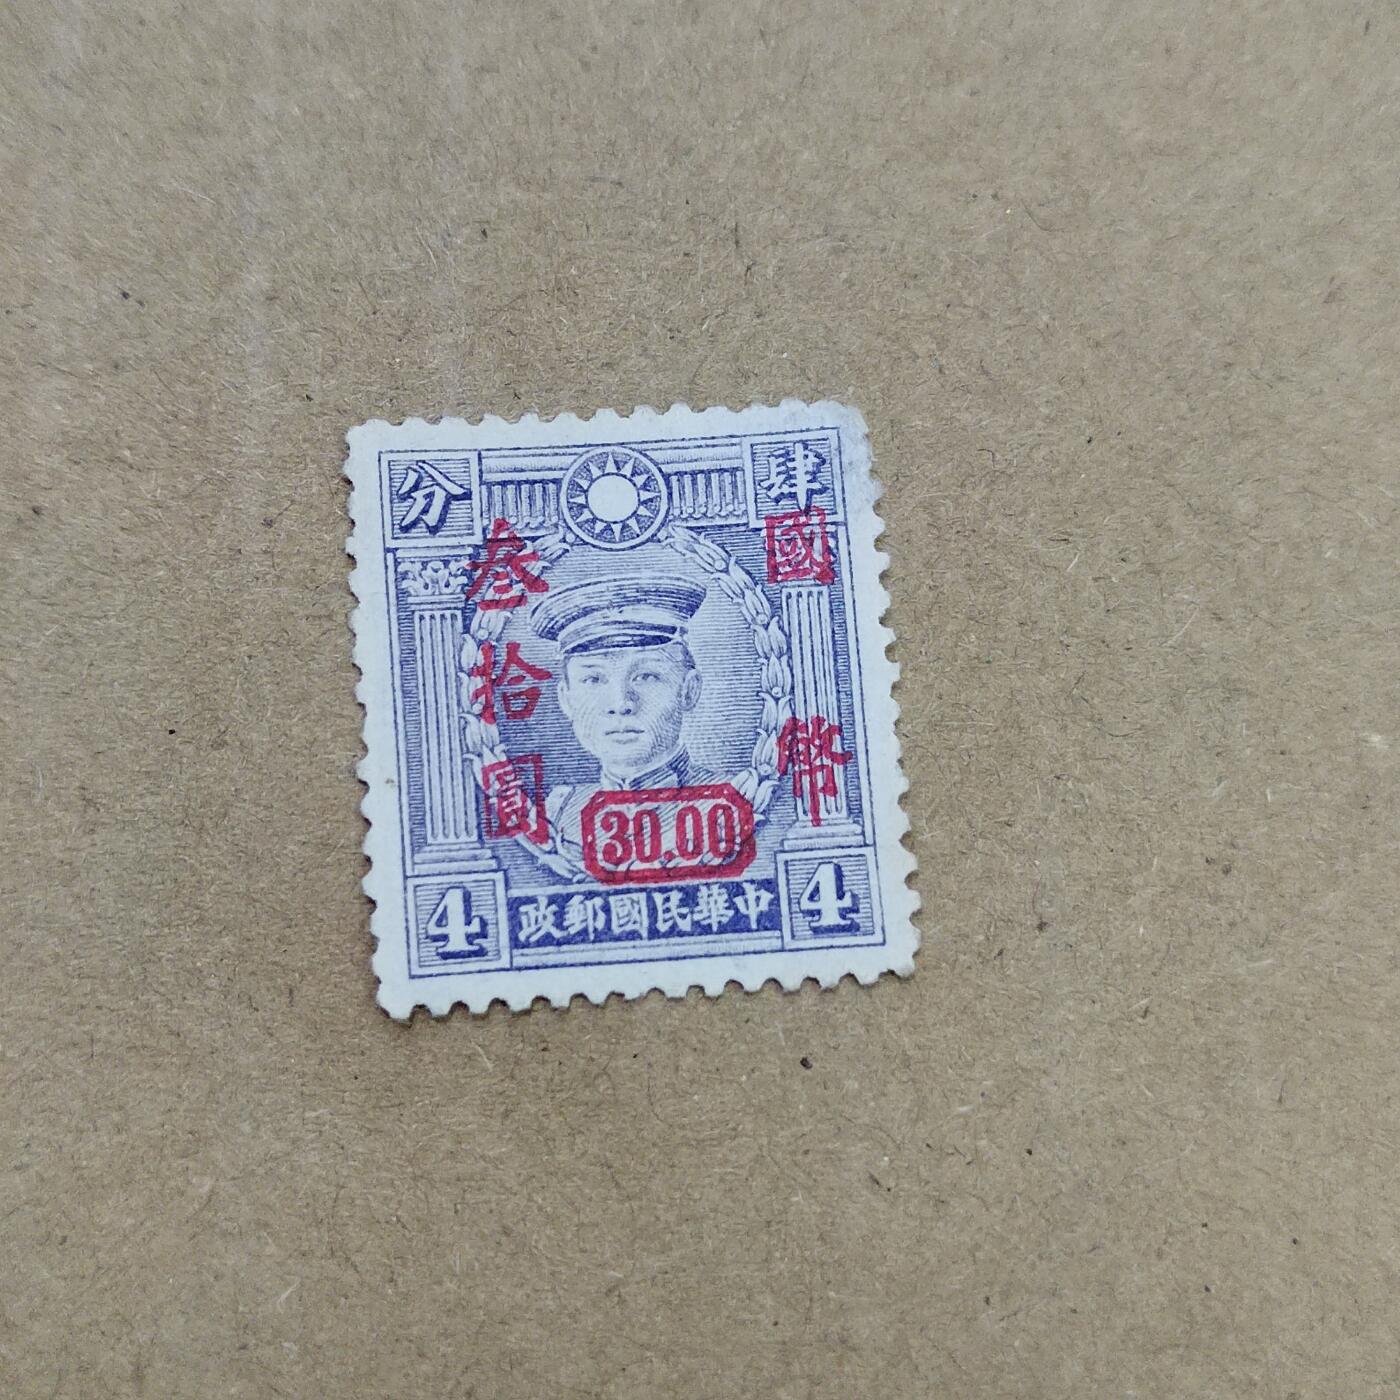 分 肆
國幣
叁拾圓
30.00
4 政郵國民華中 4